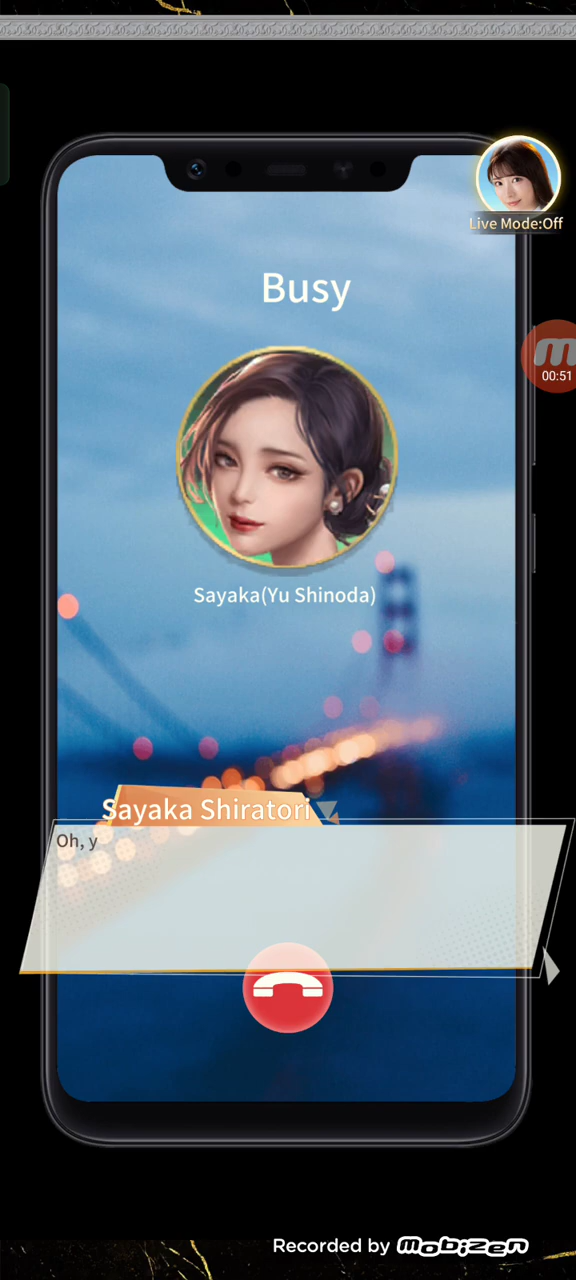 Live Mode:Off
Busy
m
00:51
Sayaka(Yu Shinoda)
Sayaka Shiratori
Oh, y
Recorded by mobizen